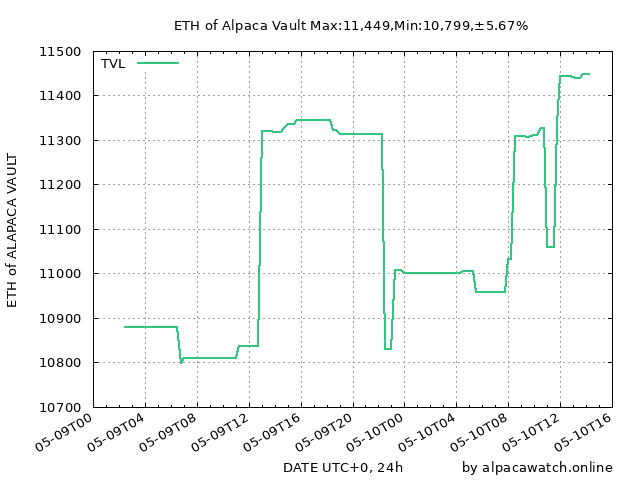 ETH of Alpaca Vault Max:11,449,Min:10,799,±5.67%
TVL
11500
11400
11300
11200
11100
11000
10900
10800
10700
ETH of ALAPACA VAULT
05-09T00
05-09T04
05-09T08
05-09T12
05-09T16
05-09T20
05-10T00
05-10T04
05-10T08
05-10T12
05-10T16
DATE UTC+0, 24h
by alpacawatch.online